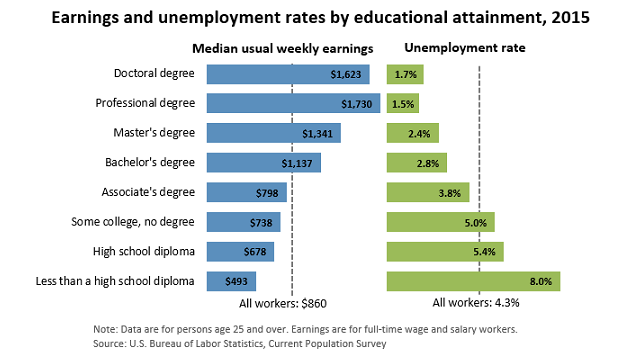 Earnings and unemployment rates by educational attainment, 2015
Median usual weekly earnings Unemployment rate
Doctoral degree $1,623 1.7%
Professional degree $1,730 1.5%
Master's degree $1,341 2.4%
Bachelor's degree $1,137 2.8%
Associate's degree $798 3.8%
Some college, no degree $738 5.0%
High school diploma $678 5.4%
Less than a high school diploma $493 8.0%
All workers: $860 All workers: 4.3%
Note: Data are for persons age 25 and over. Earnings are for full-time wage and salary workers.
Source: U.S. Bureau of Labor Statistics, Current Population Survey